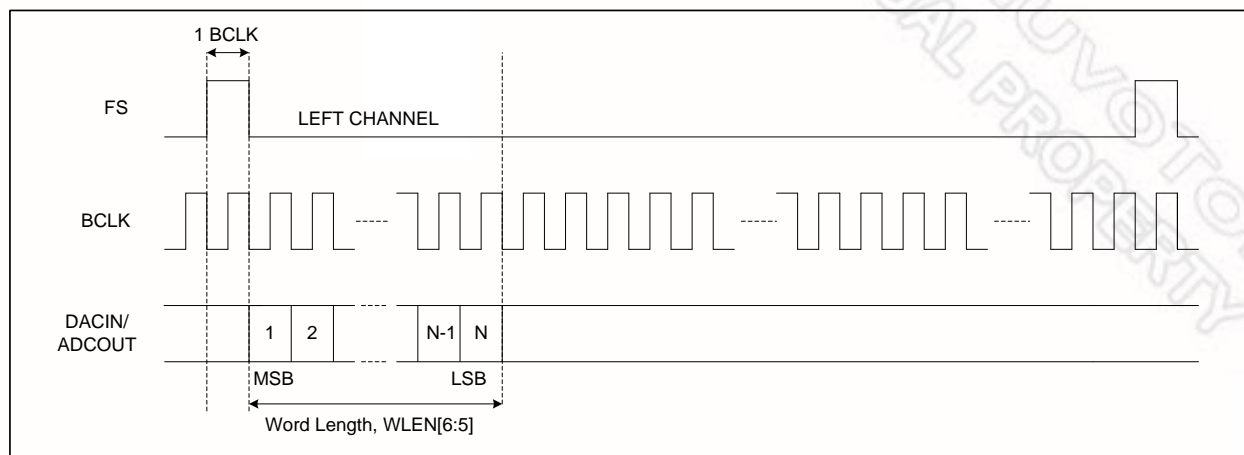 1 BCLK
FS
LEFT CHANNEL
BCLK
DACIN/
ADCOUT
1
2
N-1
N
MSB
LSB
Word Length, WLEN[6:5]